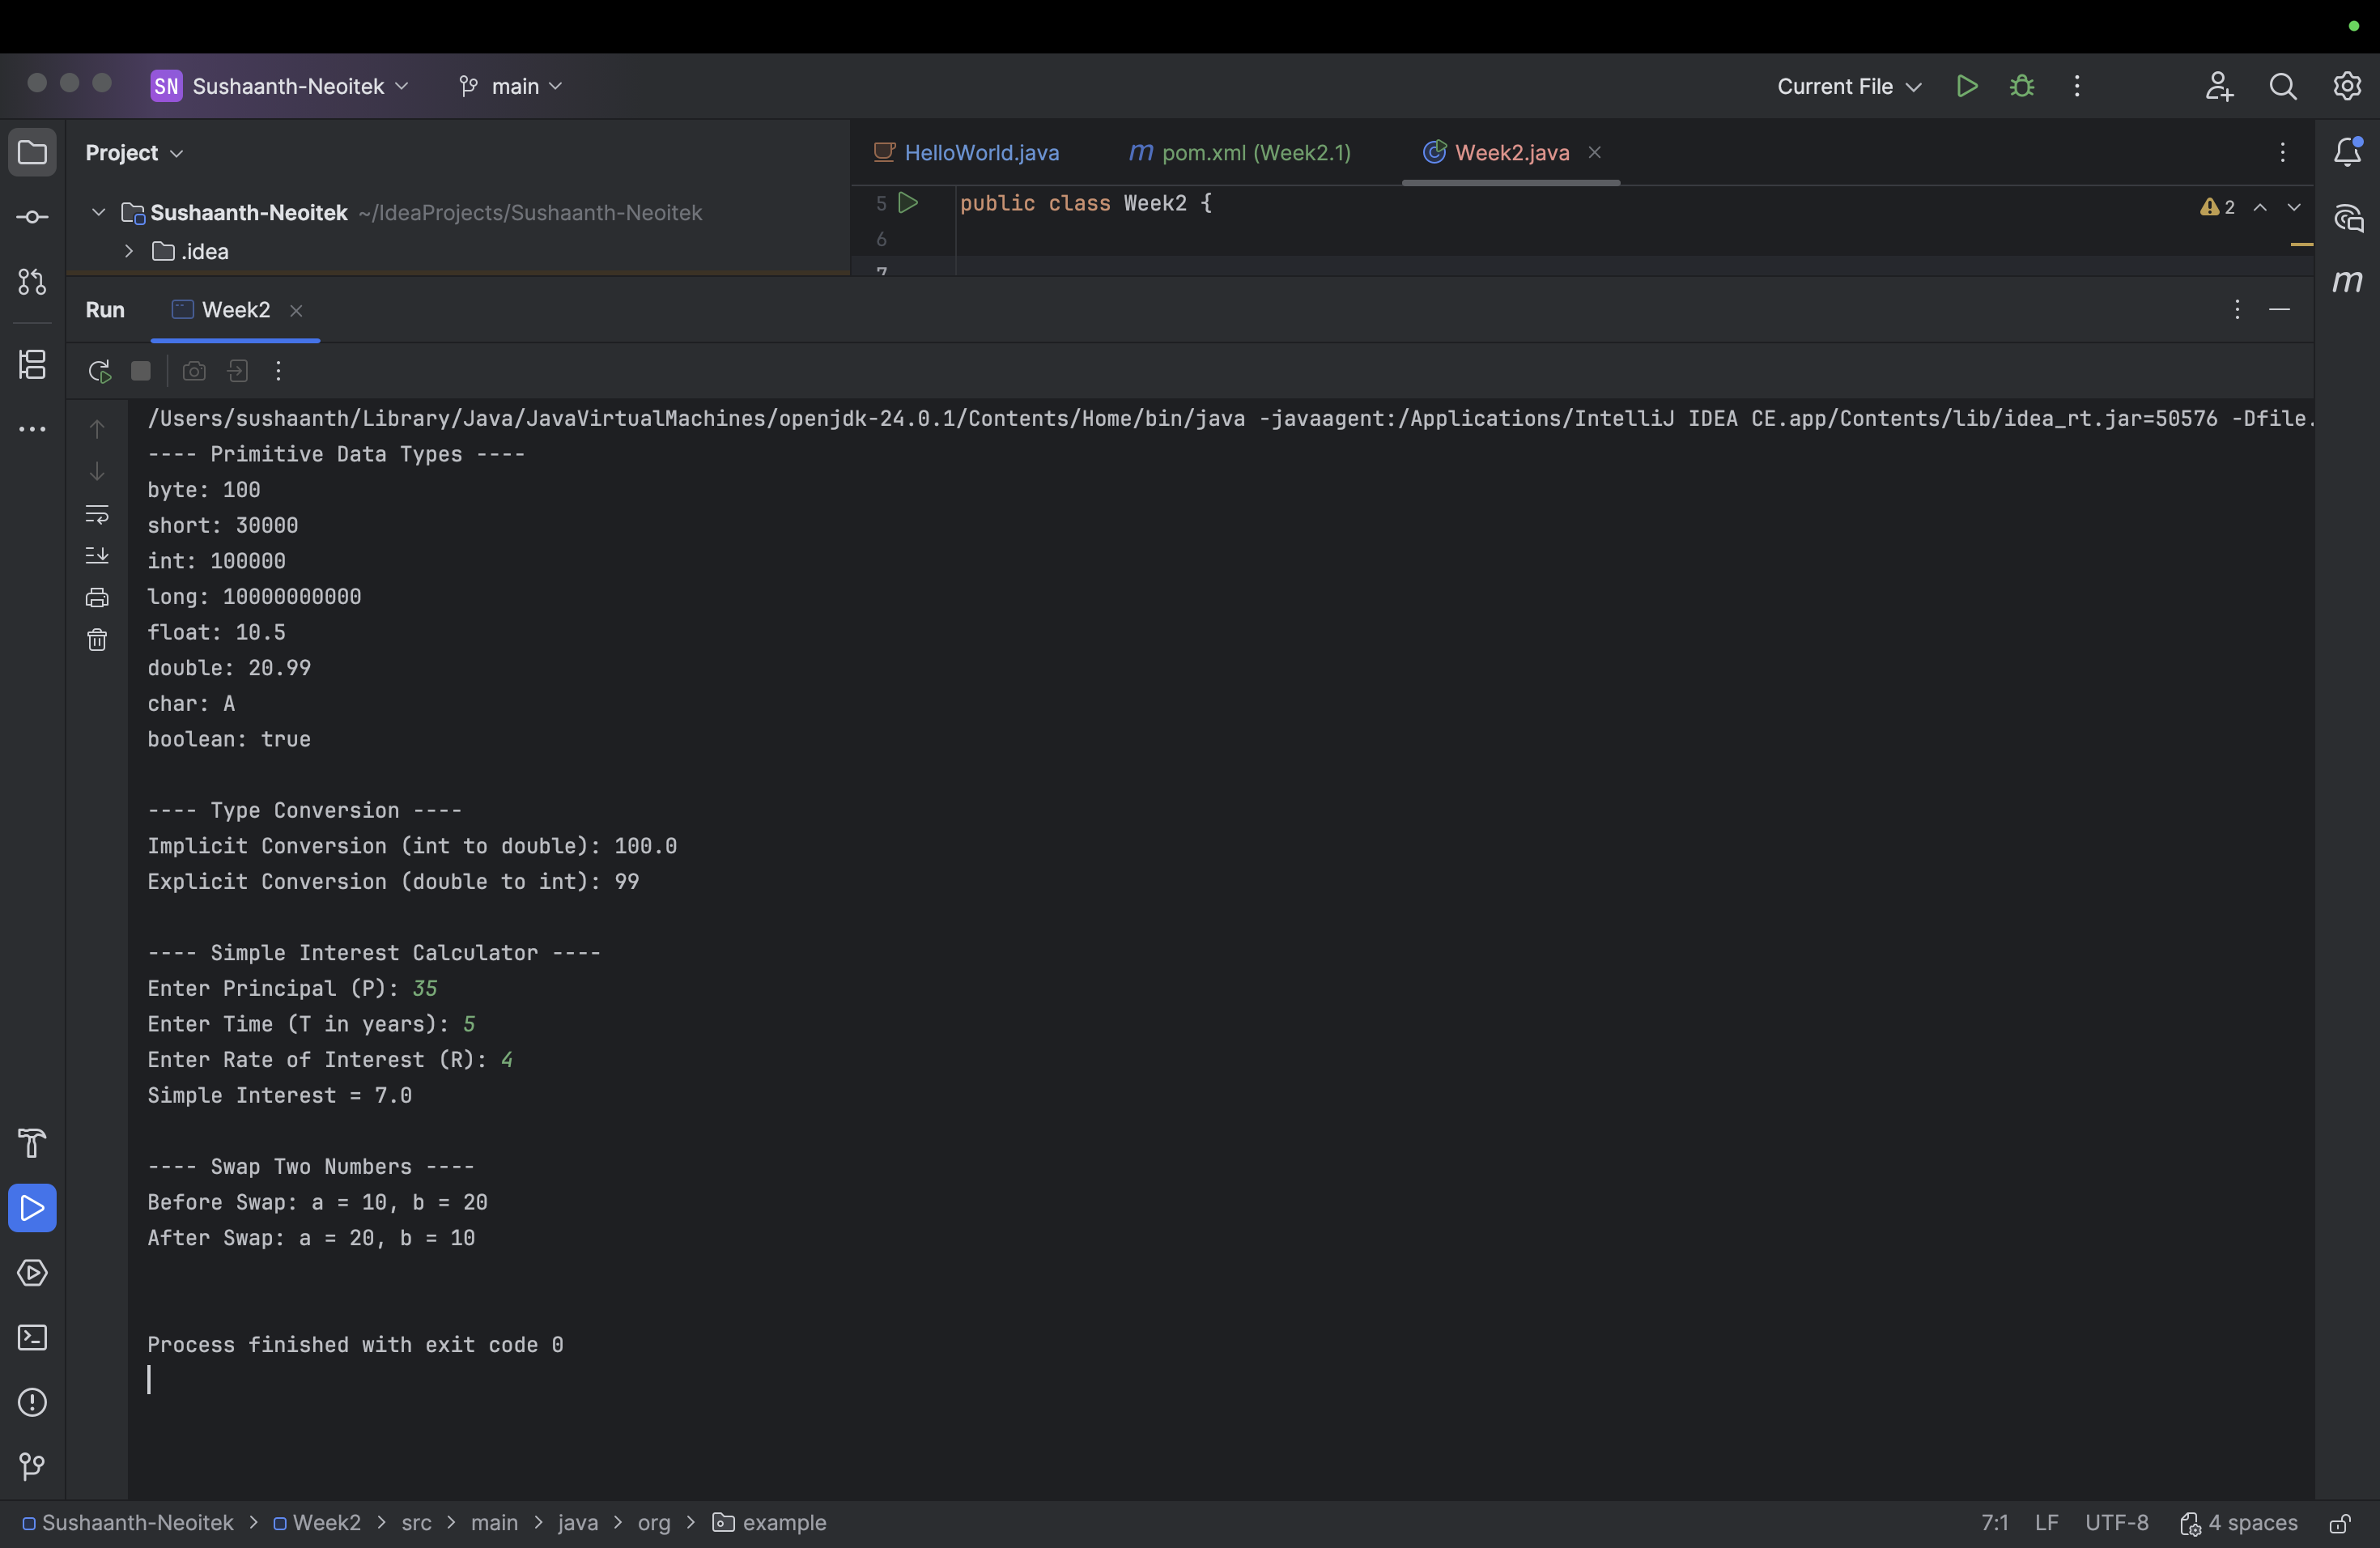 SN Sushaanth-Neoitek main Current File
Project HelloWorld.java m pom.xml (Week2.1) Week2.java
Sushaanth-Neoitek ~/IdeaProjects/Sushaanth-Neoitek
.idea
5 public class Week2 { 2
6
7
m
Run Week2
/Users/sushaanth/Library/Java/JavaVirtualMachines/openjdk-24.0.1/Contents/Home/bin/java -javaagent:/Applications/IntelliJ IDEA CE.app/Contents/lib/idea_rt.jar=50576 -Dfile.
---- Primitive Data Types ----
byte: 100
short: 30000
int: 100000
long: 10000000000
float: 10.5
double: 20.99
char: A
boolean: true
---- Type Conversion ----
Implicit Conversion (int to double): 100.0
Explicit Conversion (double to int): 99
---- Simple Interest Calculator ----
Enter Principal (P): 35
Enter Time (T in years): 5
Enter Rate of Interest (R): 4
Simple Interest = 7.0
---- Swap Two Numbers ----
Before Swap: a = 10, b = 20
After Swap: a = 20, b = 10
Process finished with exit code 0
Sushaanth-Neoitek > Week2 > src > main > java > org > example 7:1 LF UTF-8 4 spaces